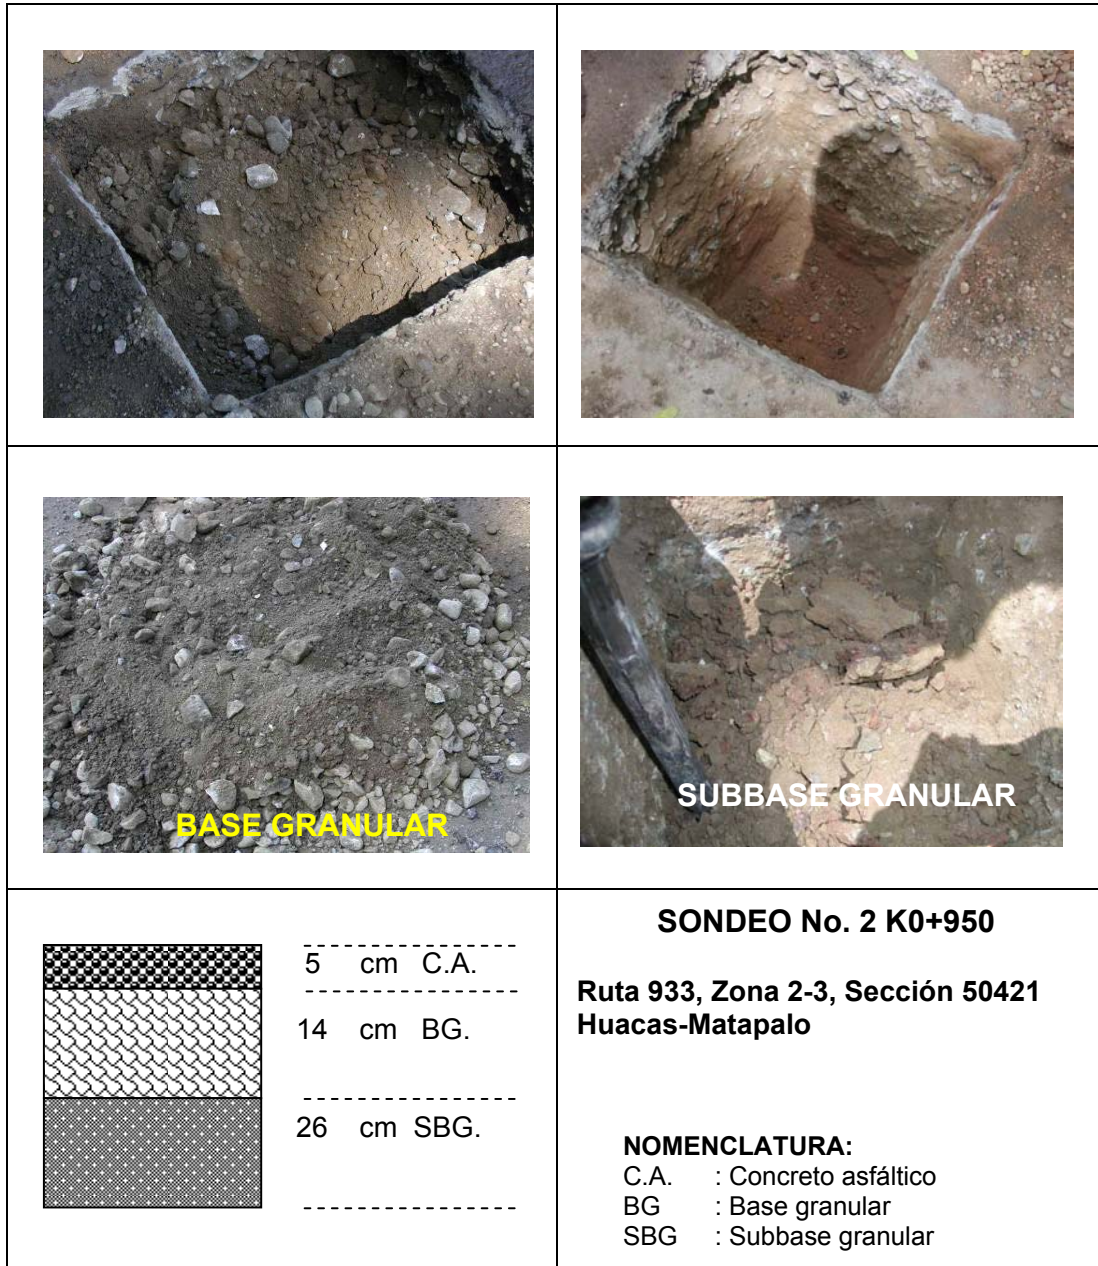 BASE GRANULAR
SUBBASE GRANULAR
5 cm C.A.
14 cm BG.
26 cm SBG.
SONDEO No. 2 K0+950
Ruta 933, Zona 2-3, Sección 50421
Huacas-Matapalo
NOMENCLATURA:
C.A. : Concreto asfáltico
BG : Base granular
SBG : Subbase granular